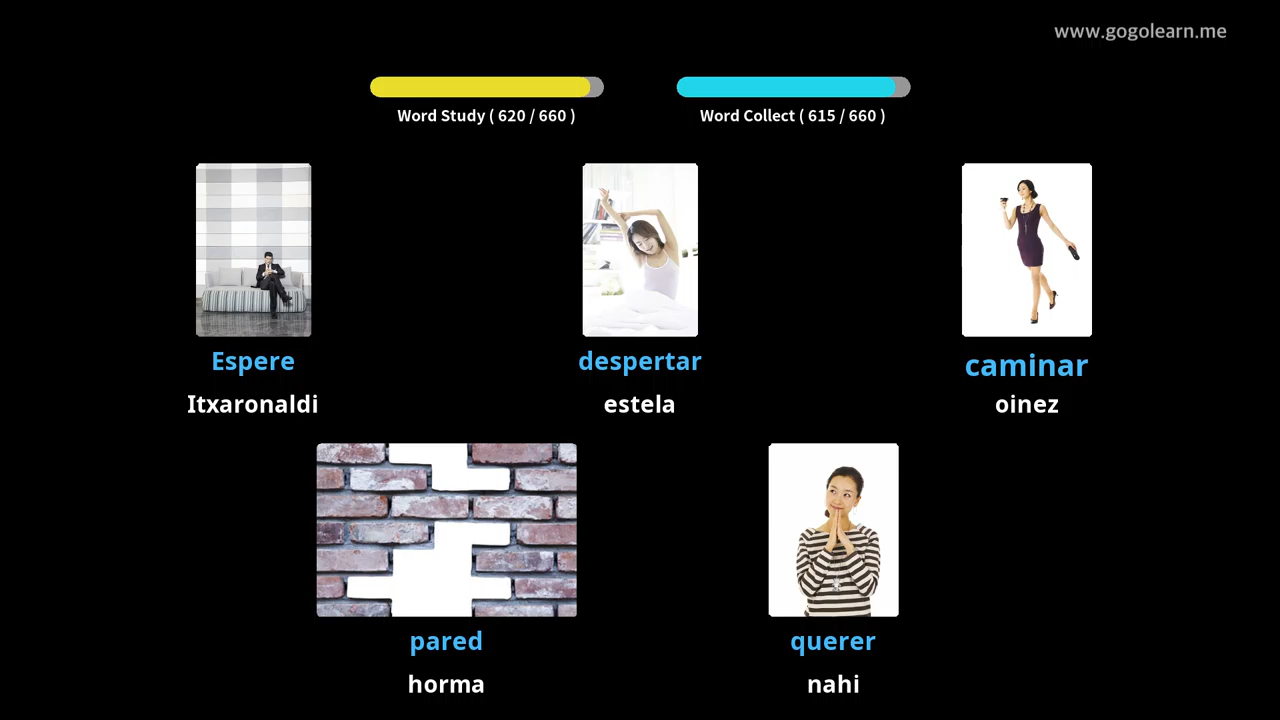 www.gogolearn.me
Word Study ( 620 / 660 )
Word Collect ( 615 / 660 )
Espere
despertar
caminar
Itxaronaldi
estela
oinez
pared
querer
horma
nahi